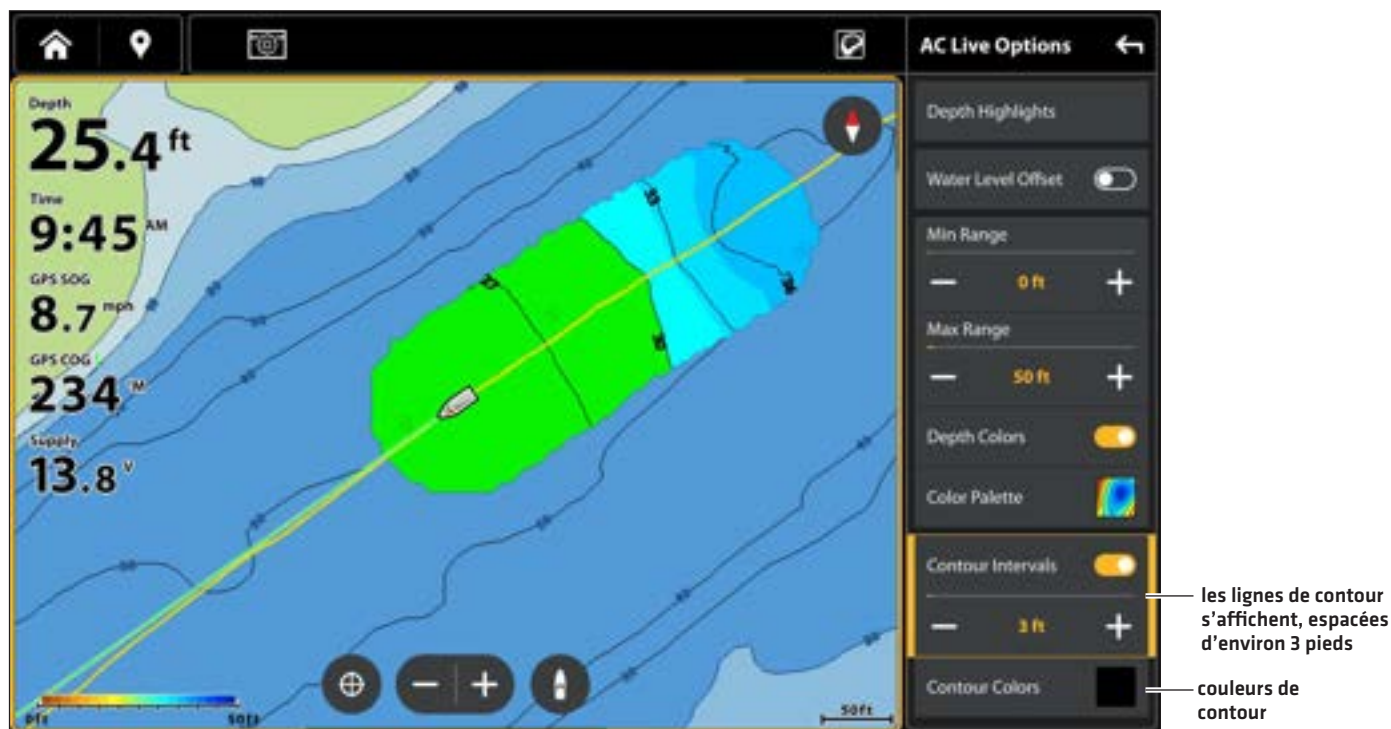 AC Live Options
Depth
25.4 ft
Time
9:45 AM
GPS SOG
8.7 mph
GPS COG
234 °M
Supply
13.8 V
Depth Highlights
Water Level Offset
Min Range
0 ft
Max Range
50 ft
Depth Colors
Color Palette
Contour Intervals
3 ft
Contour Colors
les lignes de contour
s’affichent, espacées
d’environ 3 pieds
couleurs de
contour
0ft
50ft
50ft